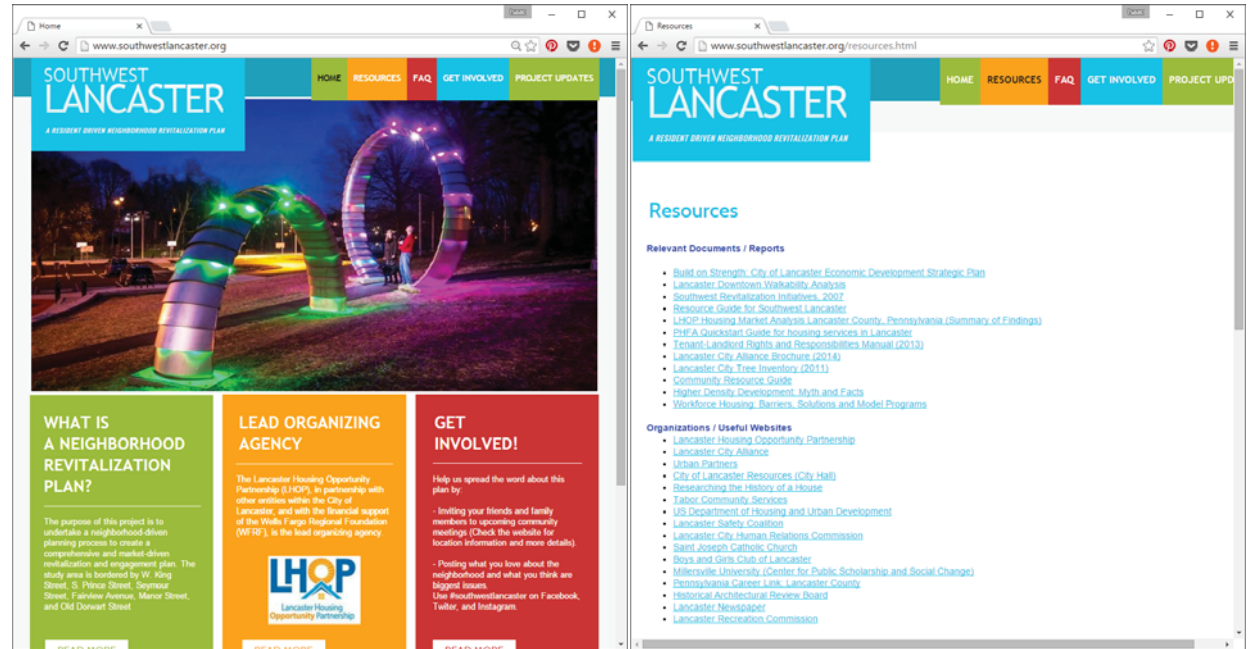 Home
www.southwestlancaster.org
SOUTHWEST
LANCASTER
A RESIDENT DRIVEN NEIGHBORHOOD REVITALIZATION PLAN
HOME RESOURCES FAQ GET INVOLVED PROJECT UPDATES
WHAT IS
A NEIGHBORHOOD
REVITALIZATION
PLAN?
The purpose of this project is to
undertake a neighborhood-driven
planning process to create a
comprehensive and market-driven
revitalization and engagement plan. The
study area is bordered by W. King
Street, S. Prince Street, Seymour
Street, Fairview Avenue, Manor Street,
and Old Dorwart Street
READ MORE
LEAD ORGANIZING
AGENCY
The Lancaster Housing Opportunity
Partnership (LHOP), in partnership with
other entities within the City of
Lancaster, and with the financial support
of the Wells Fargo Regional Foundation
(WFRF), is the lead organizing agency.
LHOP
Lancaster Housing
Opportunity Partnership
READ MORE
GET
INVOLVED!
Help us spread the word about this
plan by:
- Inviting your friends and family
members to upcoming community
meetings (Check the website for
location information and more details).
- Posting what you love about the
neighborhood and what you think are
biggest issues.
Use #southwestlancaster on Facebook,
Twiter, and Instagram.
READ MORE
Resources
www.southwestlancaster.org/resources.html
SOUTHWEST
LANCASTER
A RESIDENT DRIVEN NEIGHBORHOOD REVITALIZATION PLAN
HOME RESOURCES FAQ GET INVOLVED PROJECT UPD
Resources
Relevant Documents / Reports
Build on Strength: City of Lancaster Economic Development Strategic Plan
Lancaster Downtown Walkability Analysis
Southwest Revitalization Initiatives, 2007
Resource Guide for Southwest Lancaster
LHOP Housing Market Analysis Lancaster County, Pennsylvania (Summary of Findings)
PHFA Quickstart Guide for housing services in Lancaster
Tenant-Landlord Rights and Responsibilities Manual (2013)
Lancaster City Alliance Brochure (2014)
Lancaster City Tree Inventory (2011)
Community Resource Guide
Higher Density Development: Myth and Facts
Workforce Housing: Barriers, Solutions and Model Programs
Organizations / Useful Websites
Lancaster Housing Opportunity Partnership
Lancaster City Alliance
Urban Partners
City of Lancaster Resources (City Hall)
Researching the History of a House
Tabor Community Services
US Department of Housing and Urban Development
Lancaster Safety Coalition
Lancaster City Human Relations Commission
Saint Joseph Catholic Church
Boys and Girls Club of Lancaster
Millersville University (Center for Public Scholarship and Social Change)
Pennsylvania Career Link: Lancaster County
Historical Architectural Review Board
Lancaster Newspaper
Lancaster Recreation Commission